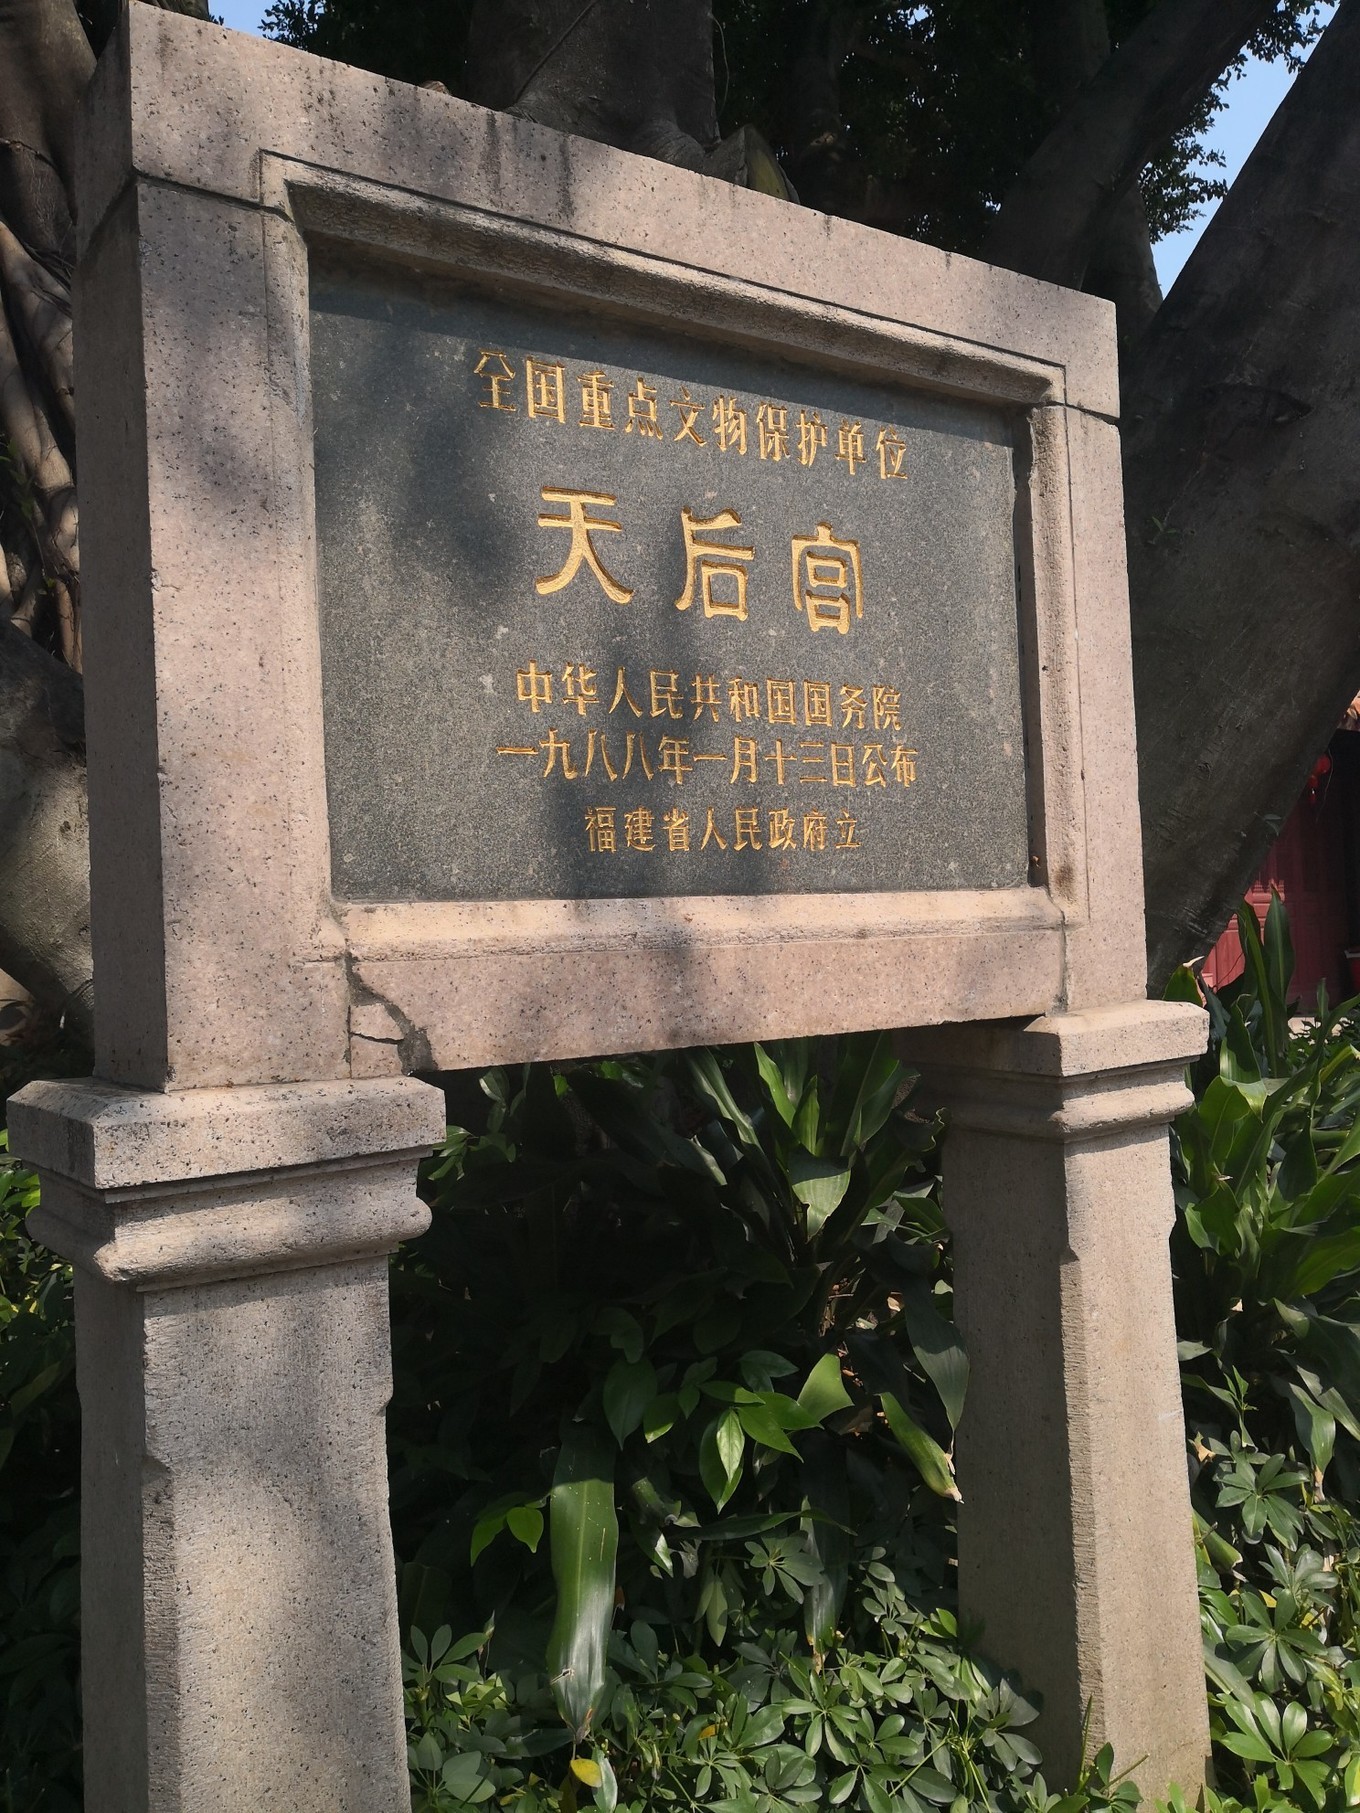 全国重点文物保护单位
天后宫
中华人民共和国国务院
一九八八年一月十三日公布
福建省人民政府立